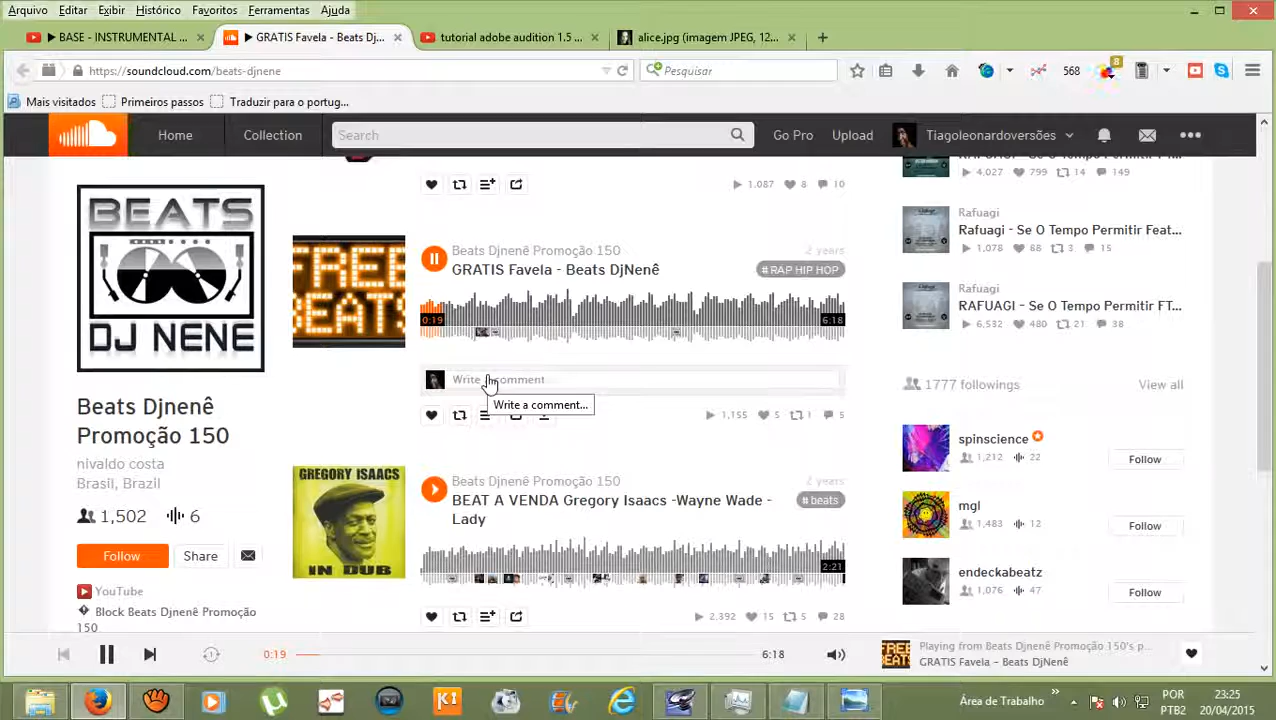 Arquivo Editar Exibir Histórico Favoritos Ferramentas Ajuda
BASE - INSTRUMENTAL ...
GRATIS Favela - Beats Dj...
tutorial adobe audition 1.5 ...
alice.jpg (imagem JPEG, 12...
https://soundcloud.com/beats-djnene
Pesquisar
568
8
Mais visitados
Primeiros passos
Traduzir para o portug...
Home
Collection
Search
Go Pro
Upload
Tiagoleonardoversões
BEATS
DJ NENE
Beats Djnenê
Promoção 150
nivaldo costa
Brasil, Brazil
1,502
6
Follow
Share
YouTube
Block Beats Djnenê Promoção
150
1.087 8 10
FREE
BEATS
Beats Djnenê Promoção 150
2 years
GRATIS Favela - Beats DjNenê
# RAP HIP HOP
0:19
6:18
Write a comment...
Write a comment...
1,155 5 1 5
GREGORY ISAACS
IN DUB
Beats Djnenê Promoção 150
2 years
BEAT A VENDA Gregory Isaacs -Wayne Wade -
Lady
# beats
2:21
2,392 15 5 28
RAFUAGI - Se O Tempo Permitir F...
4,027 799 14 149
Rafuagi
Rafuagi - Se O Tempo Permitir Feat...
1,078 88 3 15
Rafuagi
RAFUAGI - Se O Tempo Permitir FT...
6,532 480 21 38
1777 followings
View all
spinscience
1,212 22
Follow
mgl
1,483 12
Follow
endeckabeatz
1,076 47
Follow
0:19
6:18
FREE
BEATS
Playing from Beats Djnenê Promoção 150's p...
GRATIS Favela - Beats DjNenê
K1
Área de Trabalho
POR
PTB2
23:25
20/04/2015